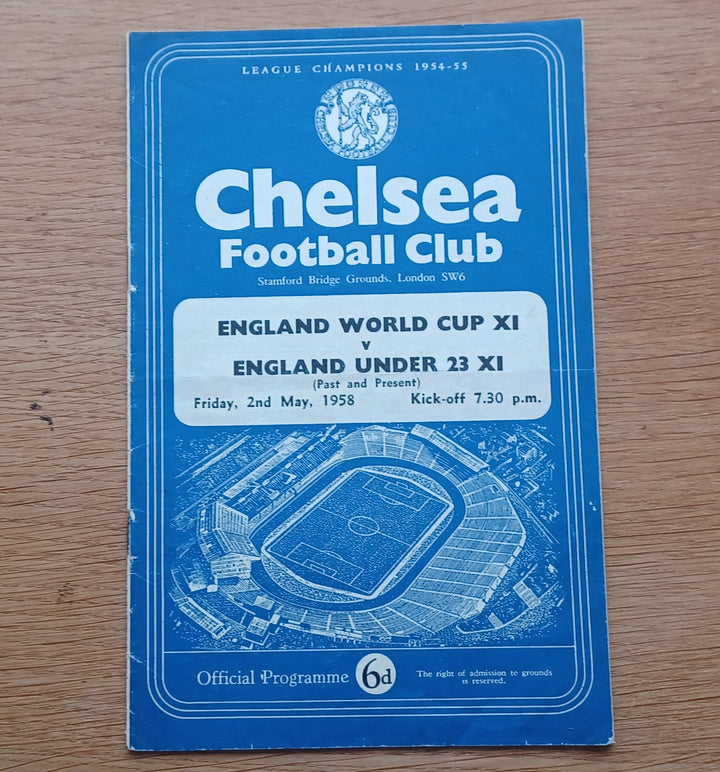 LEAGUE CHAMPIONS 1954-55
Chelsea
Football Club
Stamford Bridge Grounds, London SW6
ENGLAND WORLD CUP XI
v
ENGLAND UNDER 23 XI
(Past and Present)
Friday, 2nd May, 1958 Kick-off 7.30 p.m.
Official Programme 6d The right of admission to grounds
is reserved.